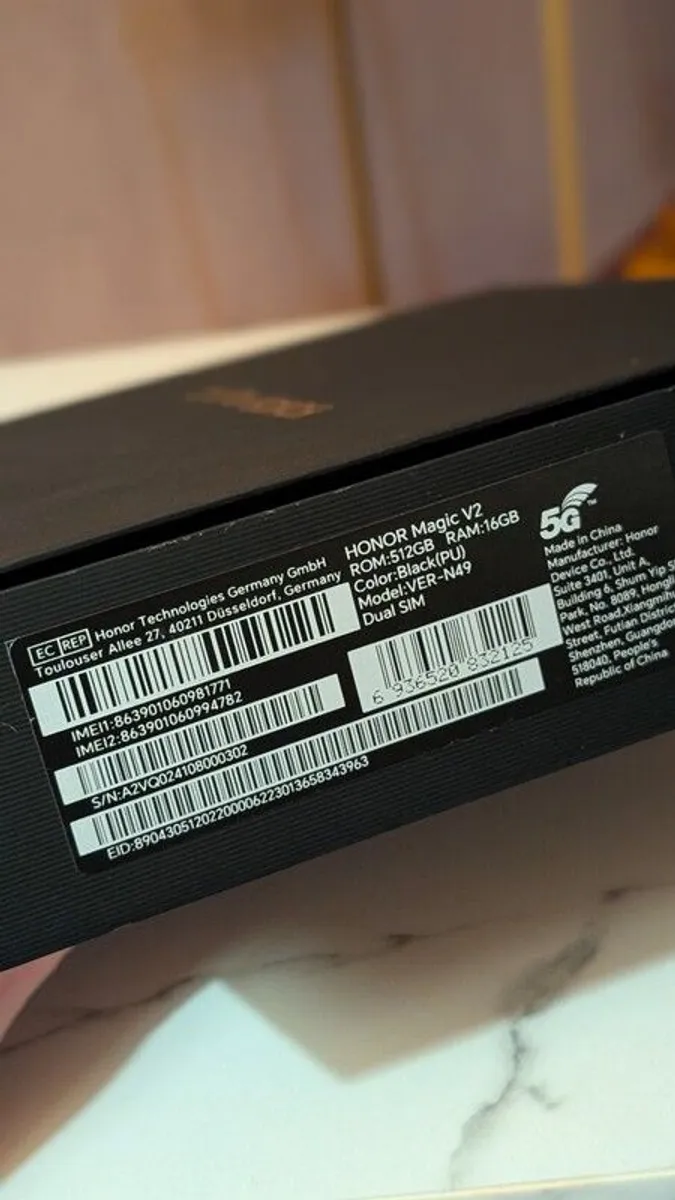 EC REP Honor Technologies Germany GmbH
Toulouser Allee 27, 40211 Düsseldorf, Germany
IMEI1:863901060981771
IMEI2:863901060994782
S/N:A2VQ024108000302
EID:89043051202200006223013658343963
HONOR Magic V2
ROM:512GB RAM:16GB
Color:Black(PU)
Model:VER-N49
Dual SIM
6 936520 832125
5G™
Made in China
Manufacturer: Honor
Device Co., Ltd.
Suite 3401, Unit A,
Building 6, Shum Yip
Park, No. 8089, Hongli
West Road,Xiangmihu
Street, Futian District
Shenzhen, Guangdong
518040, People's
Republic of China